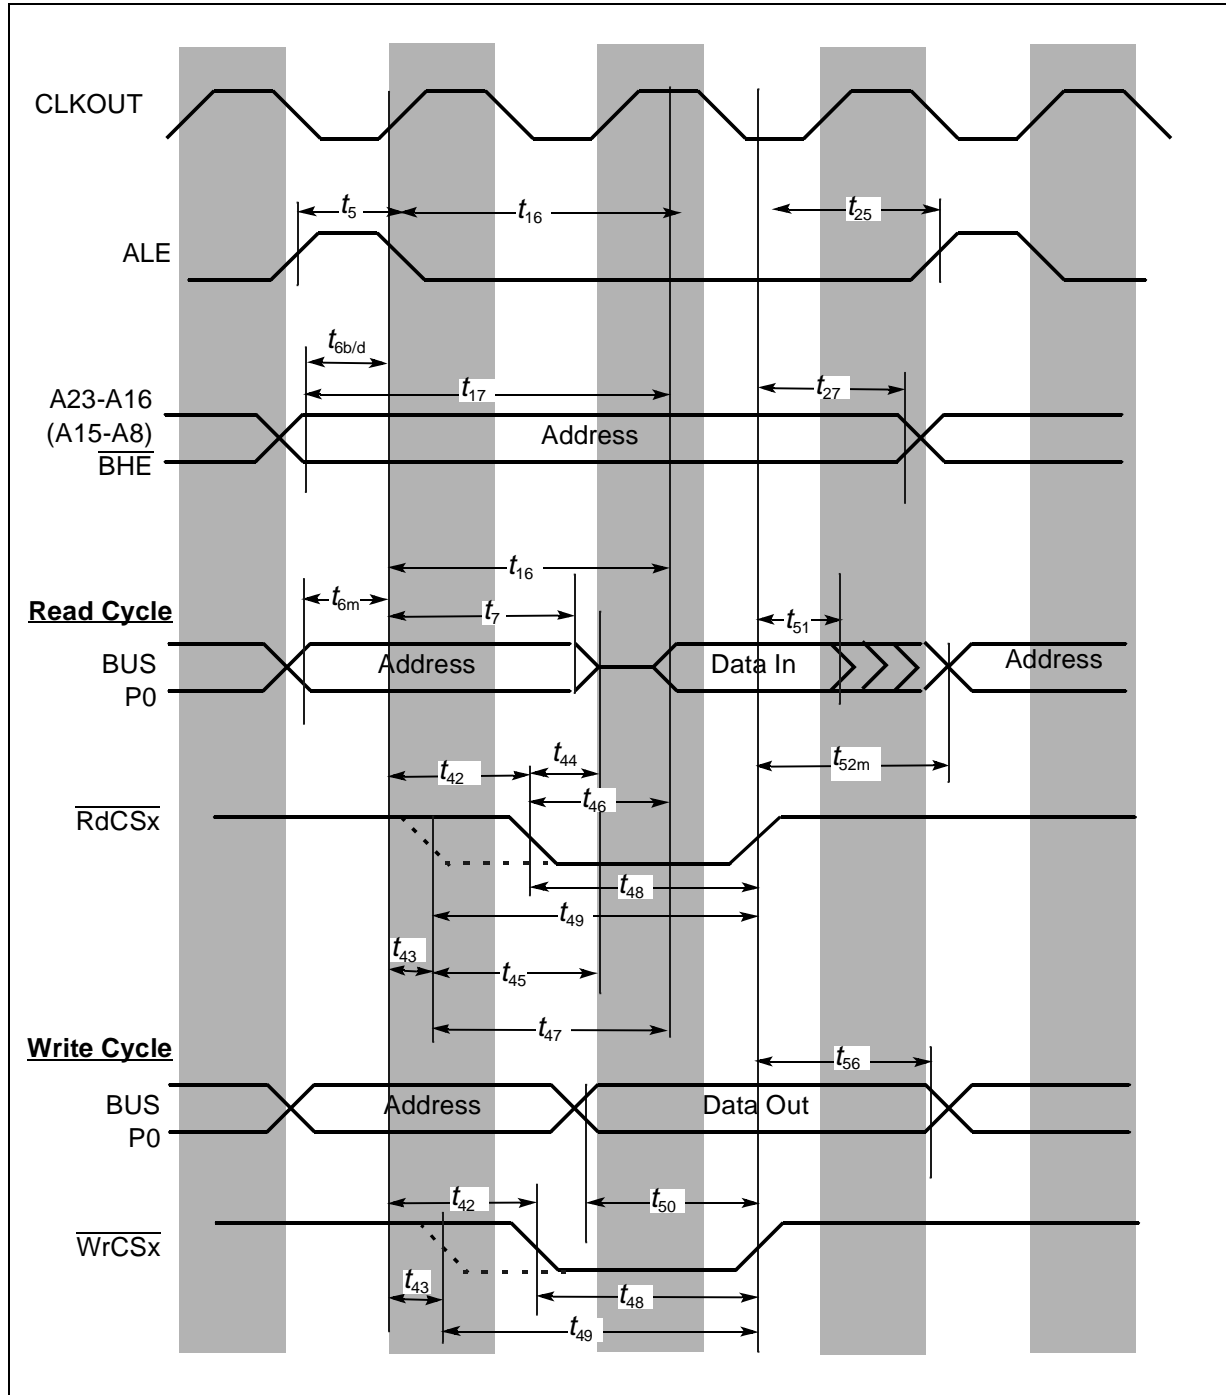 CLKOUT
t5
t16
t25
ALE
t6b/d
t17
t27
A23-A16
(A15-A8)
BHE
Address
t16
t6m
t7
t51
Read Cycle
BUS
P0
Address
Data In
Address
t42
t44
t52m
t46
RdCSx
t48
t49
t43
t45
t47
Write Cycle
t56
BUS
P0
Address
Data Out
t42
t50
WrCSx
t43
t48
t49